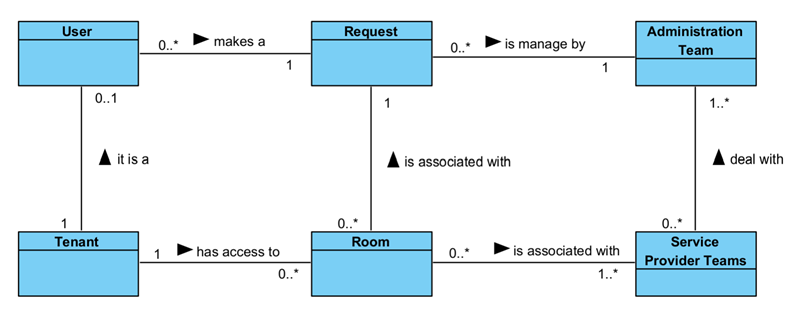 User
Request
Administration
Team
0..*
makes a
1
0..*
is manage by
1
0..1
1
1..*
it is a
is associated with
deal with
1
0..*
0..*
Tenant
Room
Service
Provider Teams
1
has access to
0..*
0..*
is associated with
1..*